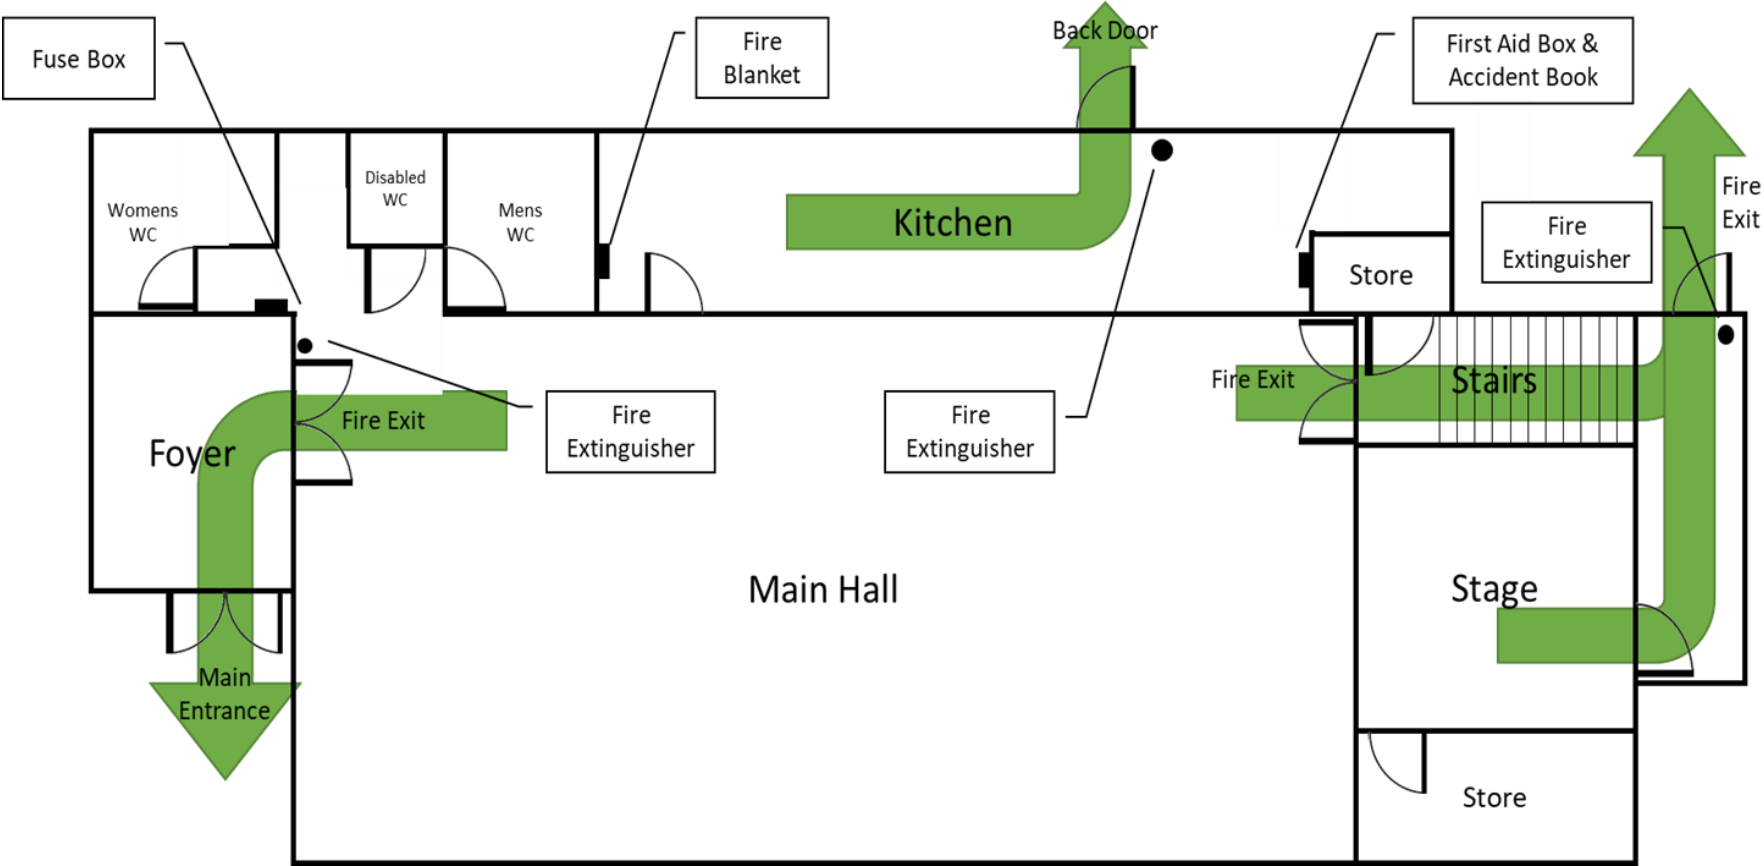 Back Door
Fuse Box
Fire
Blanket
First Aid Box &
Accident Book
Womens
WC
Disabled
WC
Mens
WC
Kitchen
Fire
Exit
Fire
Extinguisher
Store
Fire Exit
Stairs
Fire Exit
Fire
Extinguisher
Fire
Extinguisher
Foyer
Main Hall
Stage
Main
Entrance
Store